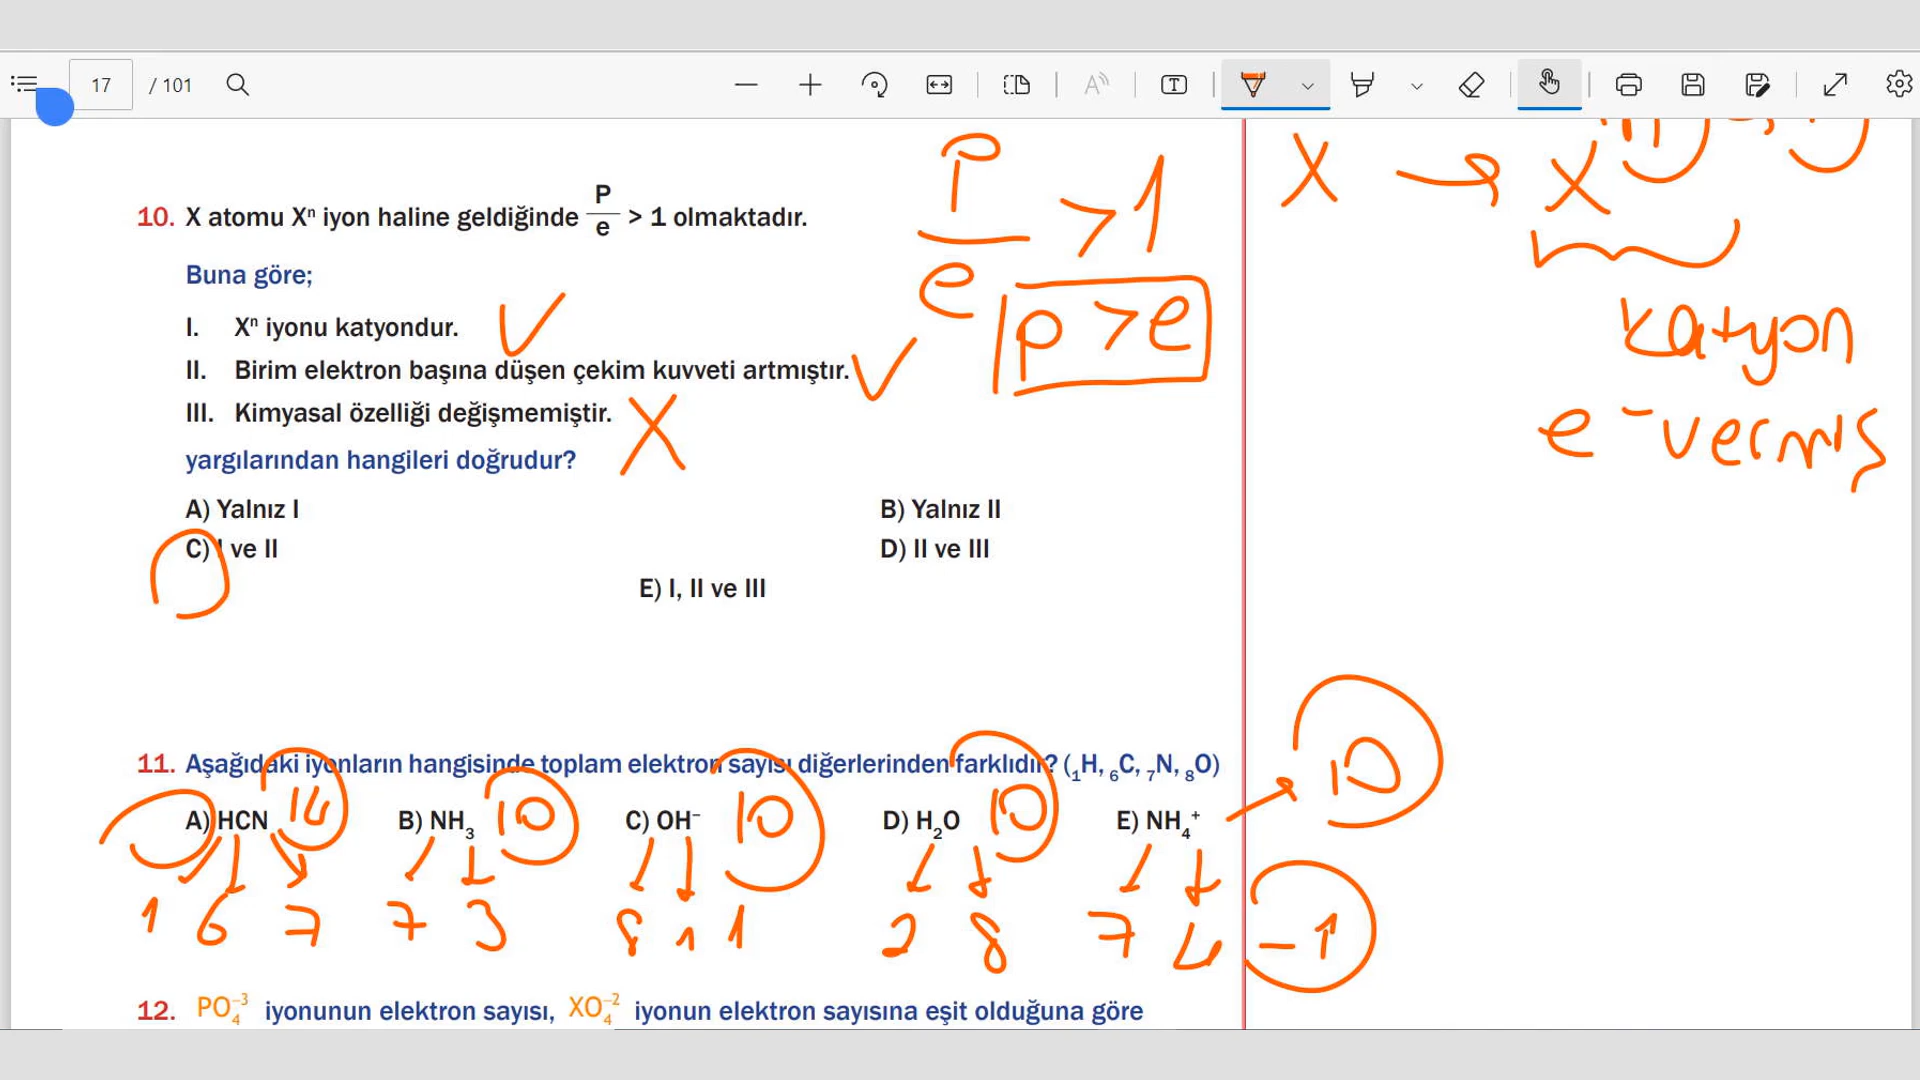 17 / 101
10. X atomu Xⁿ iyon haline geldiğinde P/e > 1 olmaktadır.
P/e > 1
X → X
Buna göre;
p > e
I. Xⁿ iyonu katyondur. ✓
katyon
II. Birim elektron başına düşen çekim kuvveti artmıştır. ✓
III. Kimyasal özelliği değişmemiştir. X
e⁻ vermiş
yargılarından hangileri doğrudur?
A) Yalnız I B) Yalnız II
C) I ve II D) II ve III
E) I, II ve III
11. Aşağıdaki iyonların hangisinde toplam elektron sayısı diğerlerinden farklıdır? (₁H, ₆C, ₇N, ₈O)
A) HCN 14 B) NH₃ 10 C) OH⁻ 10 D) H₂O 10 E) NH₄⁺ → 10
1 6 7 7 3 8 1 1 2 8 7 4 -1
12. PO₄⁻³ iyonunun elektron sayısı, XO₄⁻² iyonun elektron sayısına eşit olduğuna göre